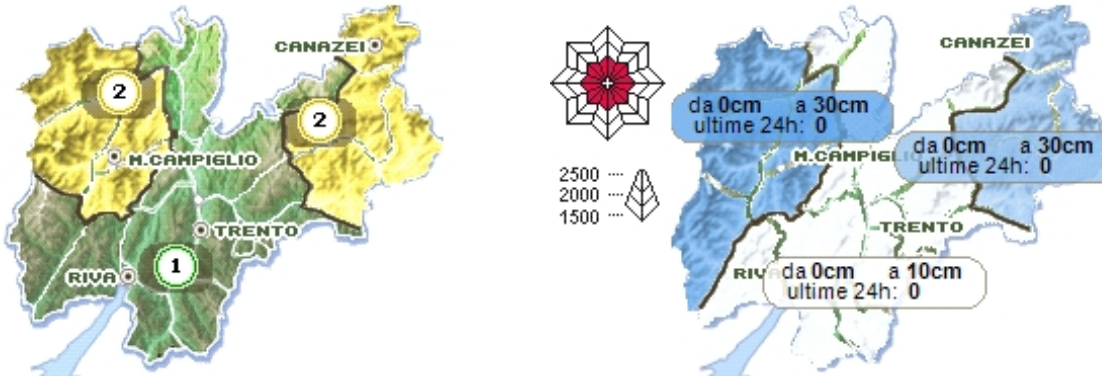 CANAZEI
2
2
M.CAMPIGLIO
TRENTO
1
RIVA
2500
2000
1500
CANAZEI
da 0cm a 30cm
ultime 24h: 0
da 0cm a 30cm
ultime 24h: 0
M.CAMPIGLIO
TRENTO
RIVA
da 0cm a 10cm
ultime 24h: 0